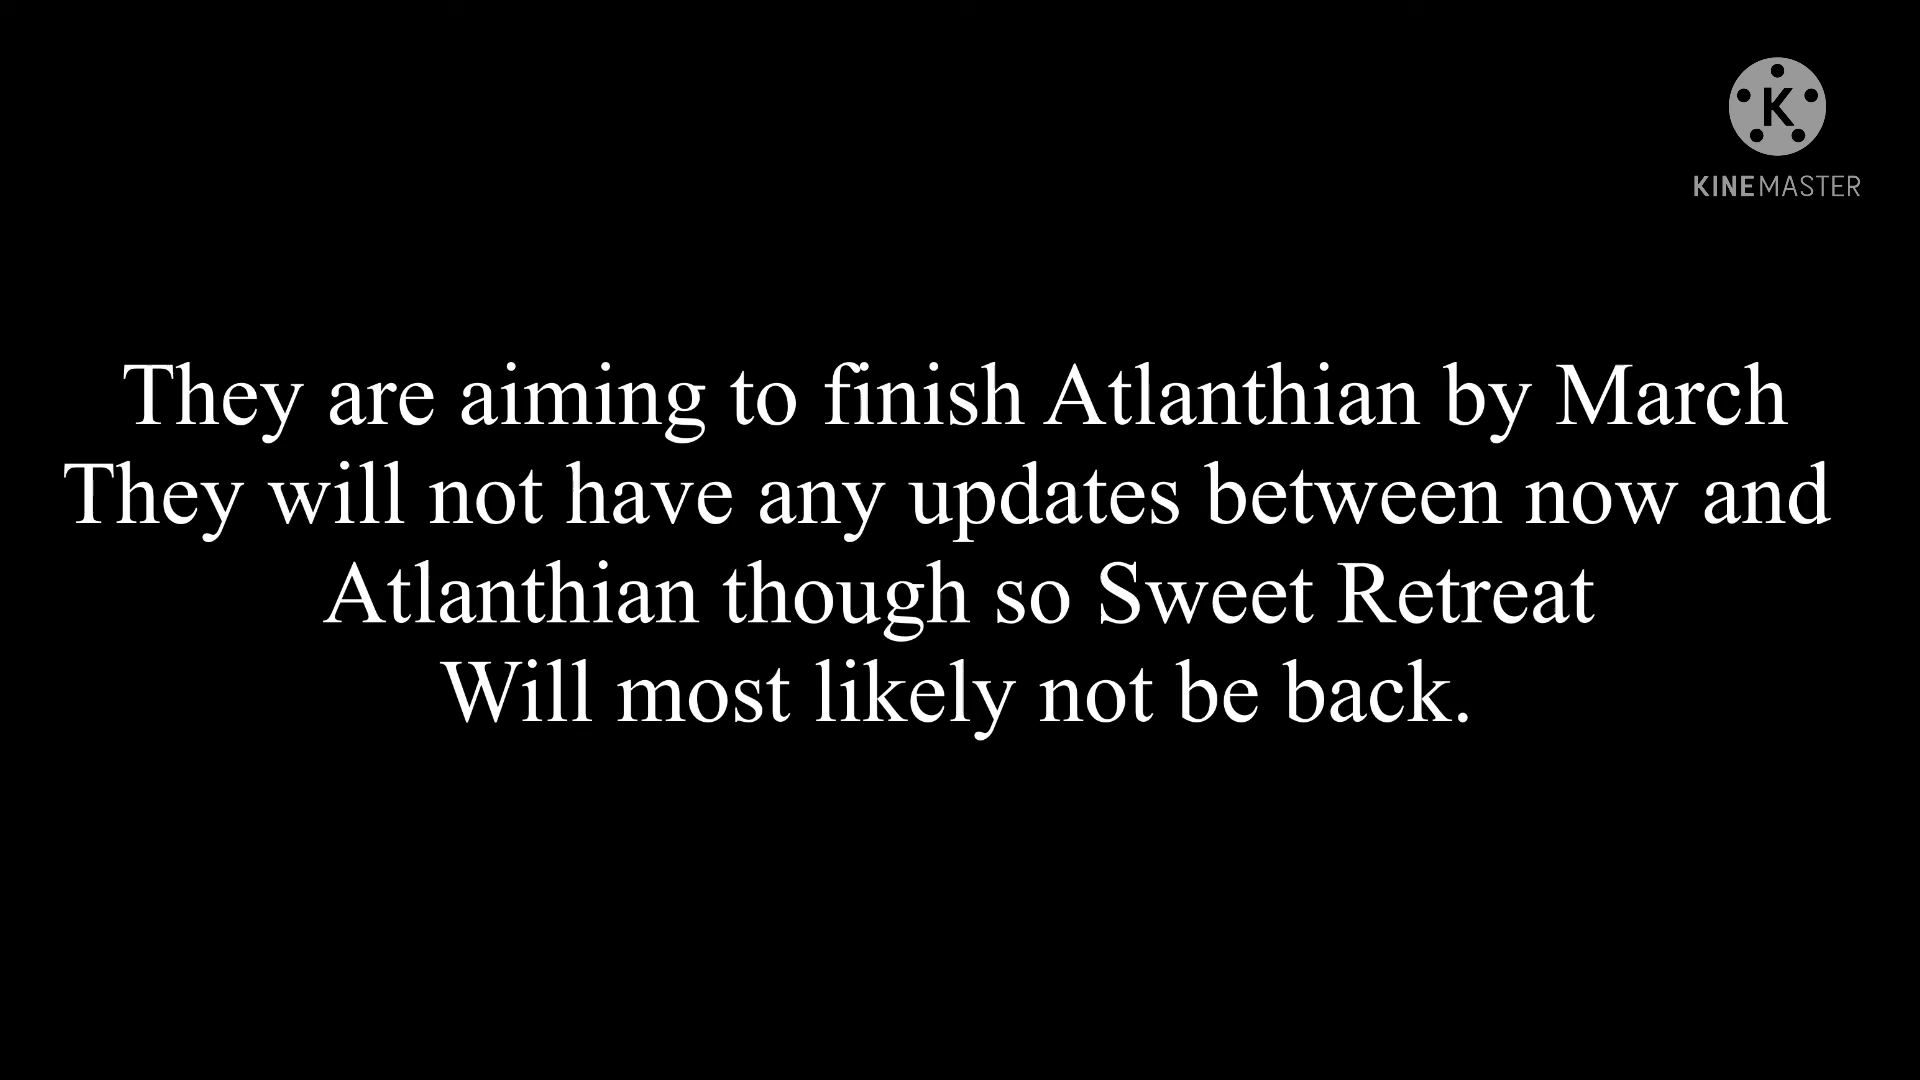 K
KINEMASTER
They are aiming to finish Atlanthian by March
They will not have any updates between now and
Atlanthian though so Sweet Retreat
Will most likely not be back.